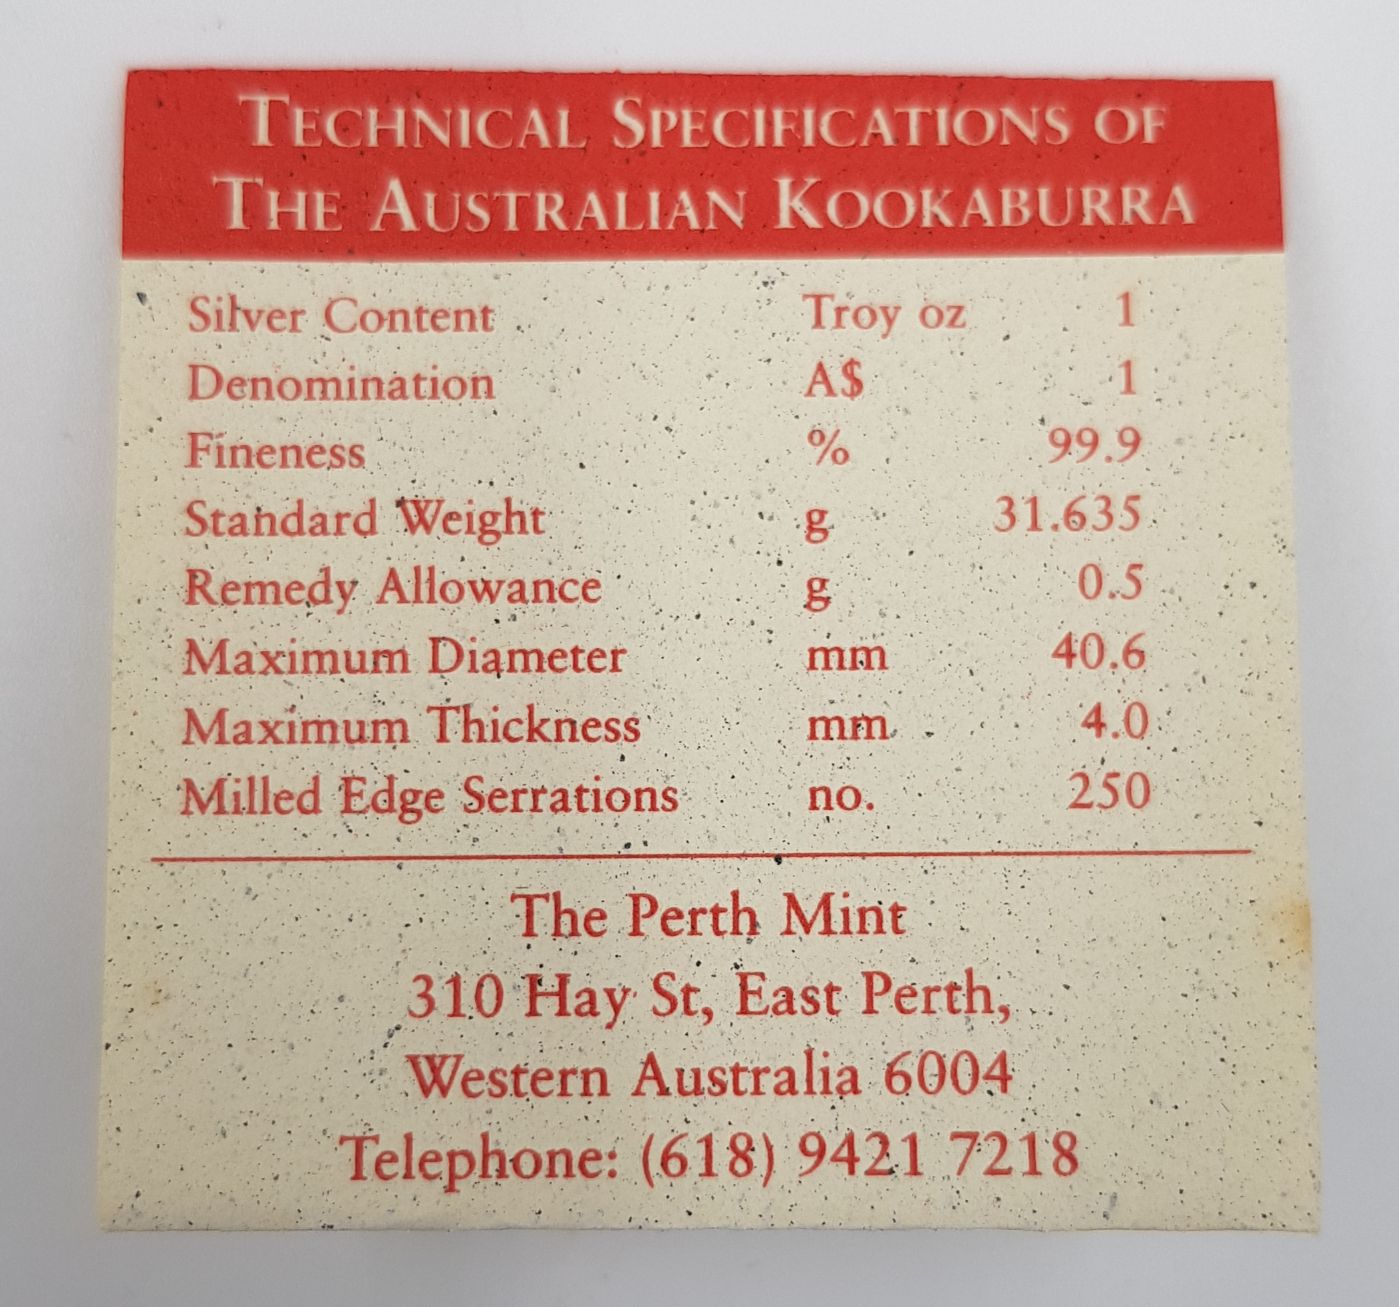 TECHNICAL SPECIFICATIONS OF
THE AUSTRALIAN KOOKABURRA
Silver Content Troy oz 1
Denomination A$ 1
Fineness % 99.9
Standard Weight g 31.635
Remedy Allowance g 0.5
Maximum Diameter mm 40.6
Maximum Thickness mm 4.0
Milled Edge Serrations no. 250
The Perth Mint
310 Hay St, East Perth,
Western Australia 6004
Telephone: (618) 9421 7218